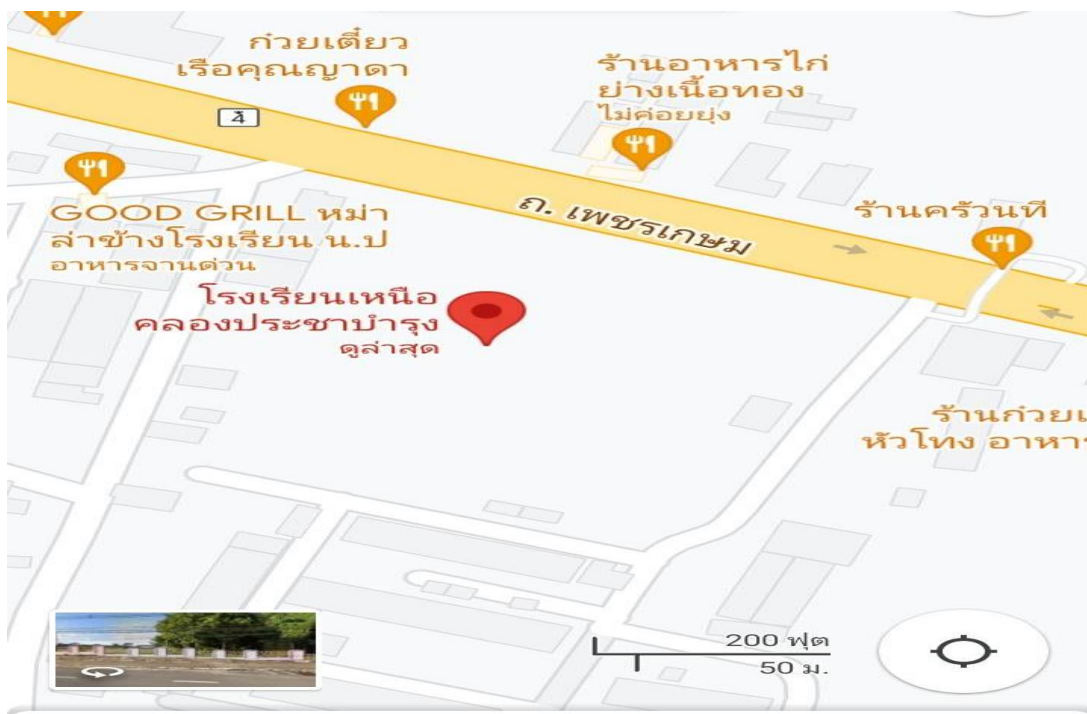 ก๋วยเตี๋ยว
เรือคุณญาดา
4
ร้านอาหารไก่
ย่างเนื้อทอง
ไม่ค่อยยุ่ง
GOOD GRILL หม่า
ล่าข้างโรงเรียน น.ป
อาหารจานด่วน
ถ. เพชรเกษม
ร้านครัวนที
โรงเรียนเหนือ
คลองประชาบำรุง
ดูล่าสุด
ร้านก๋วยเ
หัวโทง อาหา
200 ฟุต
50 ม.